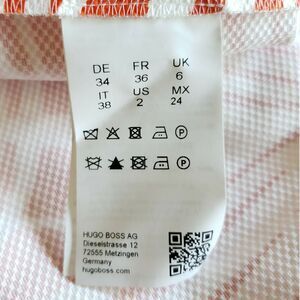 DE FR UK
34 36 6
IT US MX
38 2 24
P
P
HUGO BOSS AG
Dieselstrasse 12
72555 Metzingen
Germany
hugoboss.com